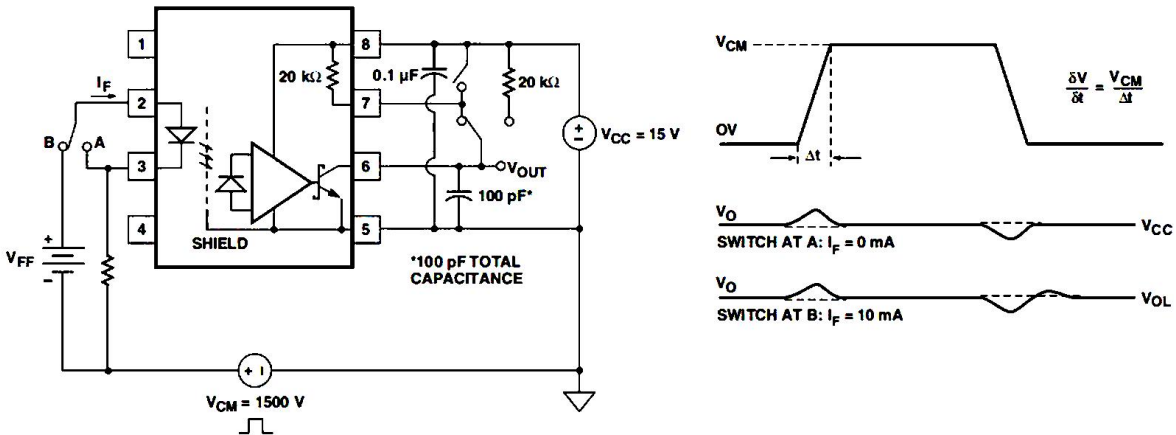 1
8
20 kΩ
0.1 µF
20 kΩ
I_F
2
7
B
A
V_CC = 15 V
3
6
V_OUT
100 pF*
4
5
SHIELD
V_FF
*100 pF TOTAL
CAPACITANCE
V_CM = 1500 V
V_CM
OV
Δt
δV/δt = V_CM/Δt
V_O
V_CC
SWITCH AT A: I_F = 0 mA
V_O
V_OL
SWITCH AT B: I_F = 10 mA